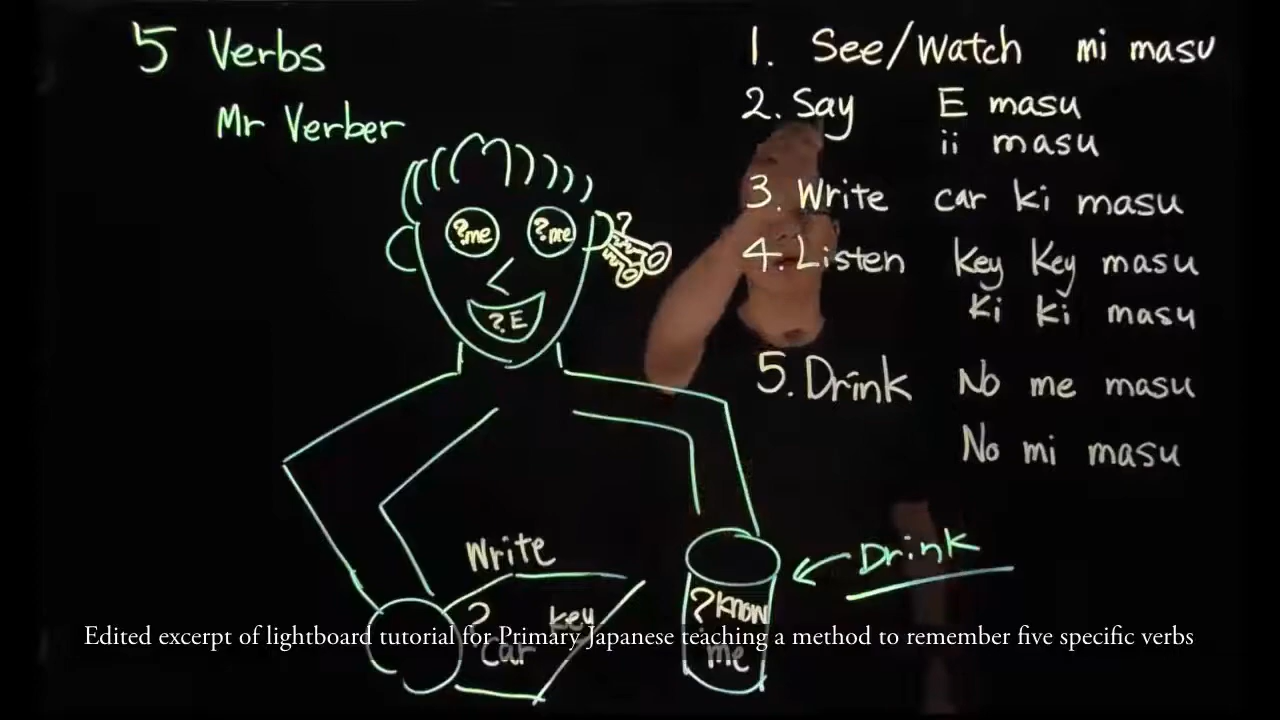 5 Verbs
Mr Verber
1. See/Watch mi masu
2. Say E masu
ii masu
3. Write car ki masu
4. Listen key key masu
ki ki masu
5. Drink No me masu
No mi masu
?me ?me ?
?E
Write
? key
car
?know
me
Drink
Edited excerpt of lightboard tutorial for Primary Japanese teaching a method to remember five specific verbs